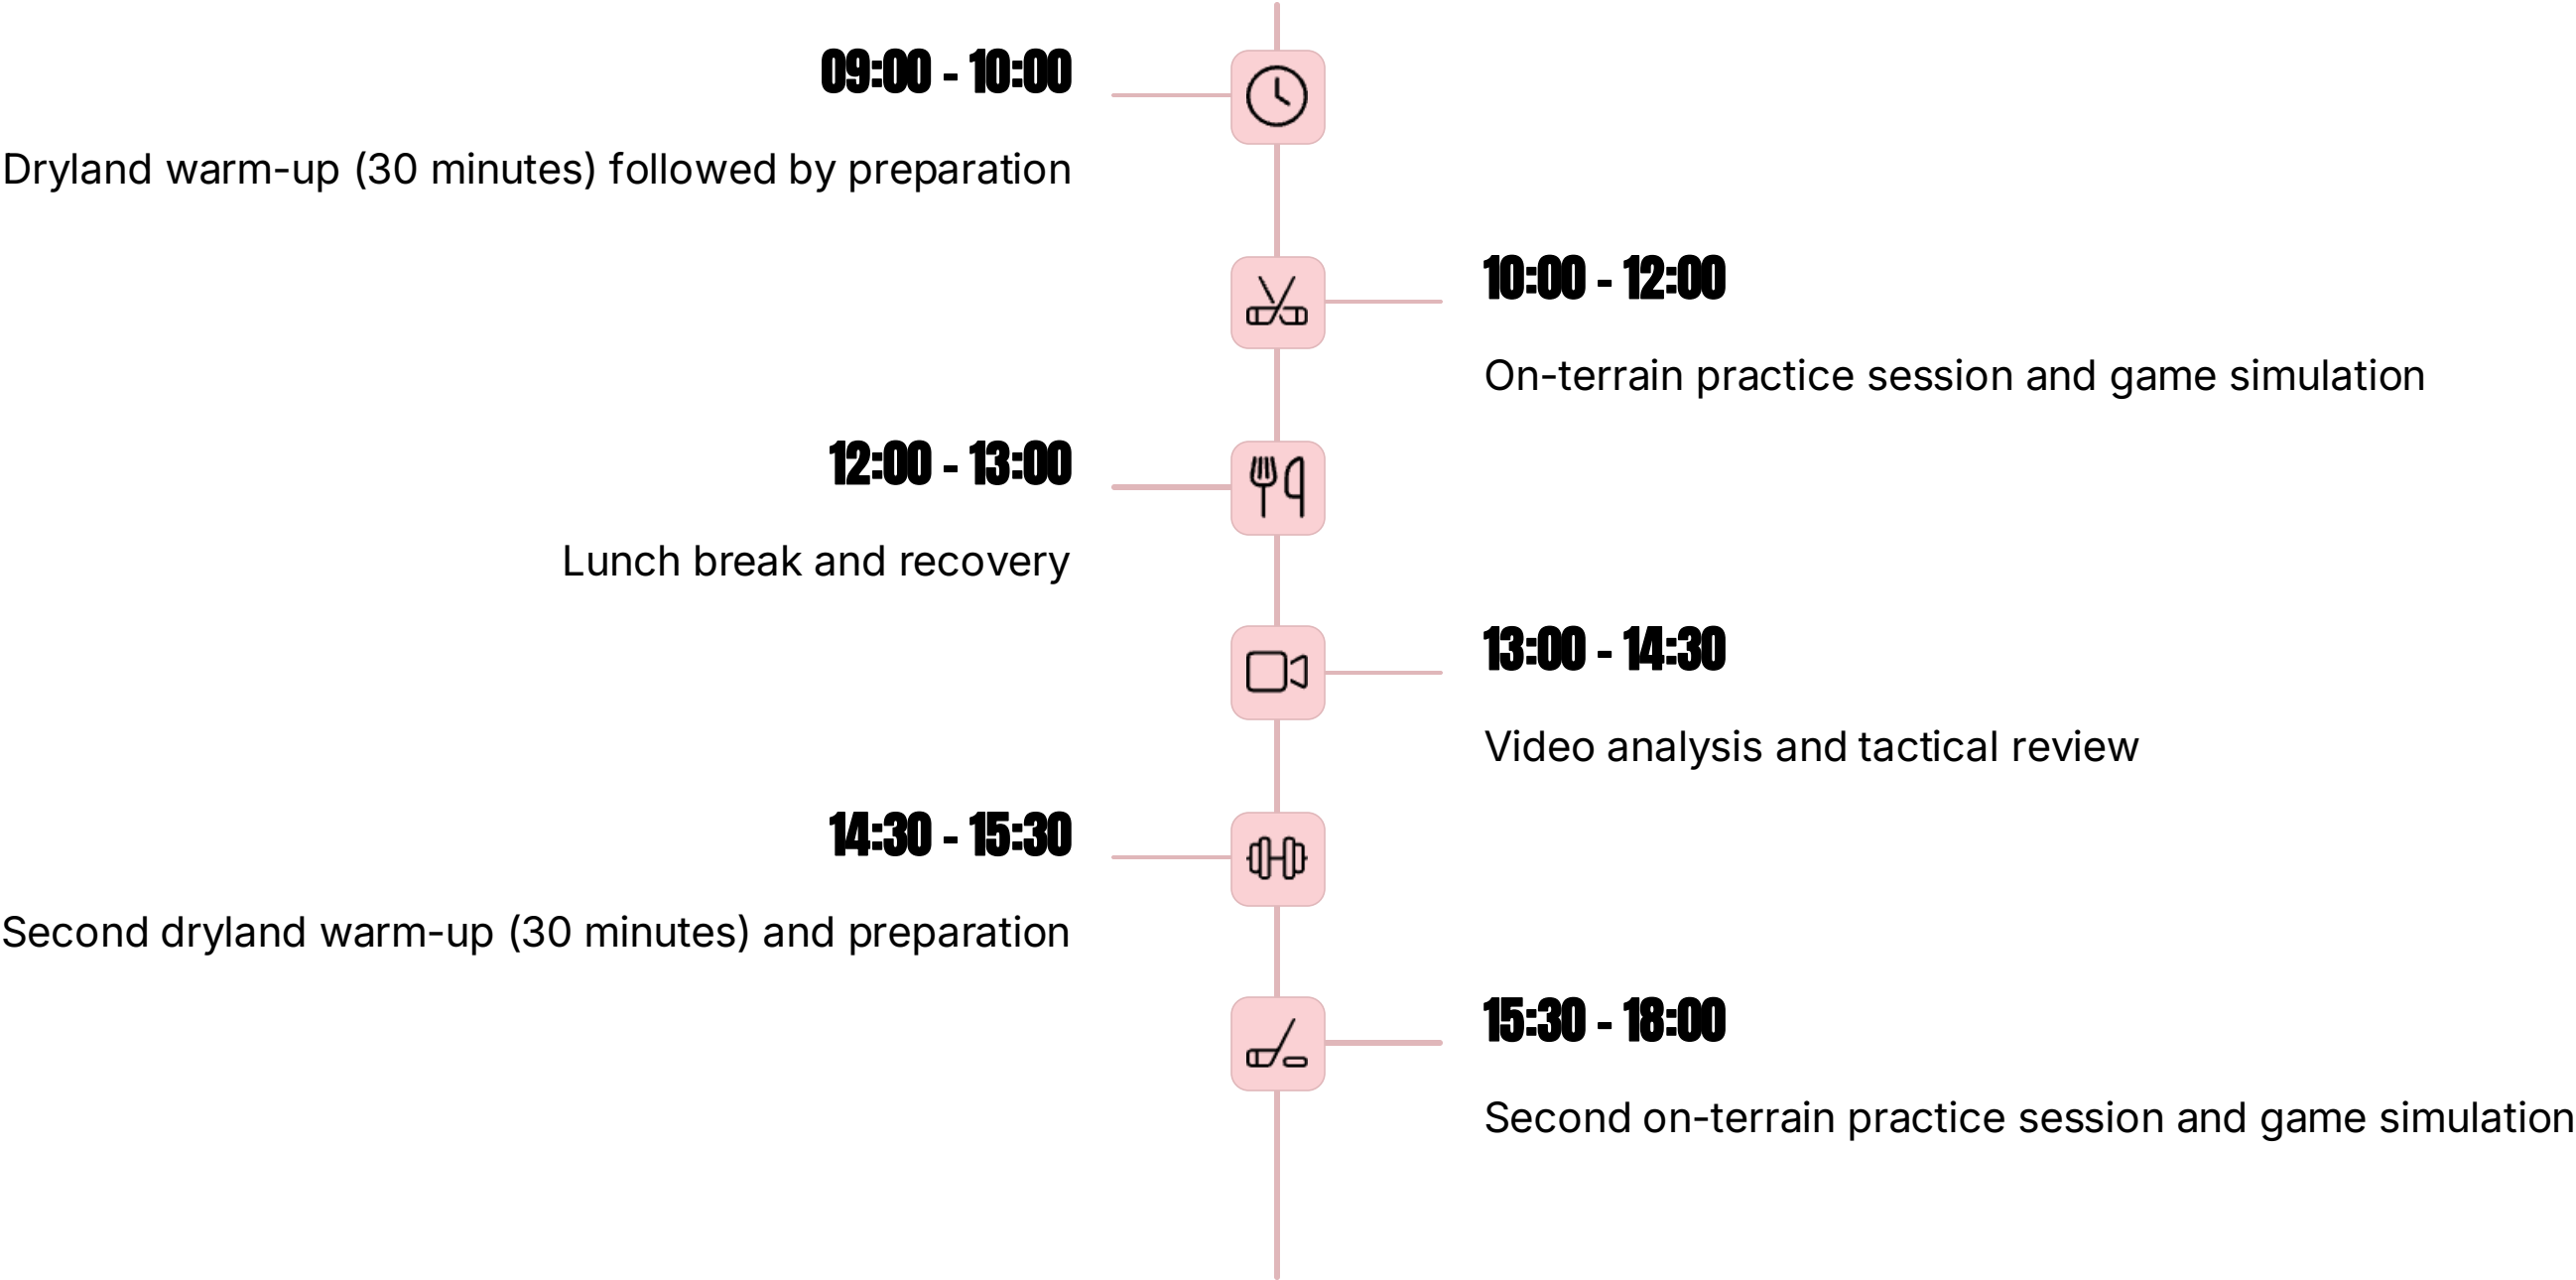 09:00 - 10:00
Dryland warm-up (30 minutes) followed by preparation
10:00 - 12:00
On-terrain practice session and game simulation
12:00 - 13:00
Lunch break and recovery
13:00 - 14:30
Video analysis and tactical review
14:30 - 15:30
Second dryland warm-up (30 minutes) and preparation
15:30 - 18:00
Second on-terrain practice session and game simulation